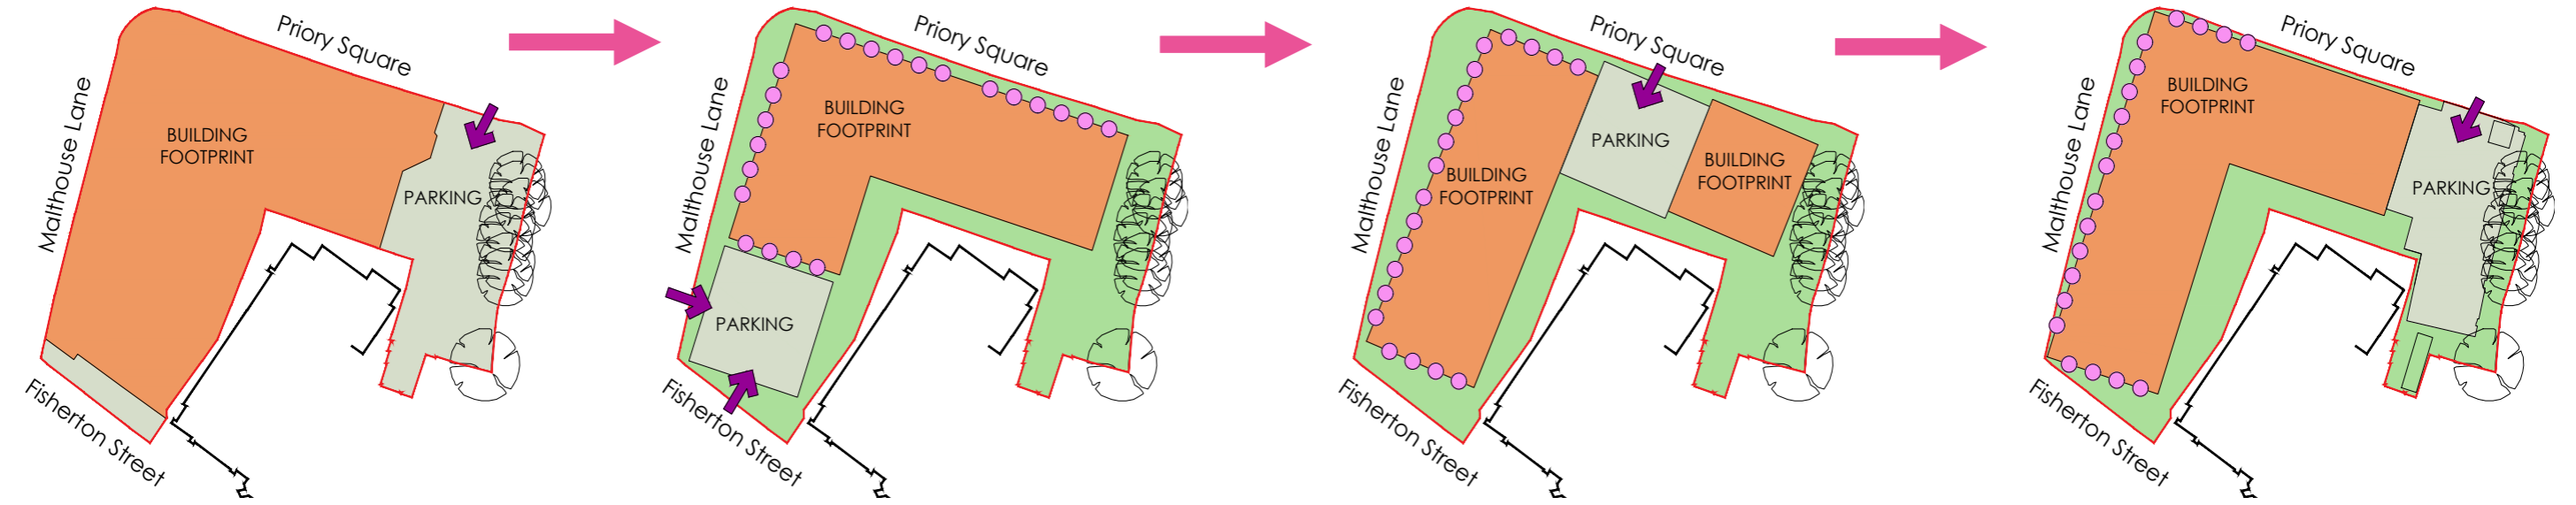 Priory Square
Malthouse Lane
BUILDING
FOOTPRINT
PARKING
Fisherton Street
Priory Square
Malthouse Lane
BUILDING
FOOTPRINT
PARKING
Fisherton Street
Priory Square
Malthouse Lane
PARKING
BUILDING
FOOTPRINT
BUILDING
FOOTPRINT
Fisherton Street
Priory Square
Malthouse Lane
BUILDING
FOOTPRINT
PARKING
Fisherton Street